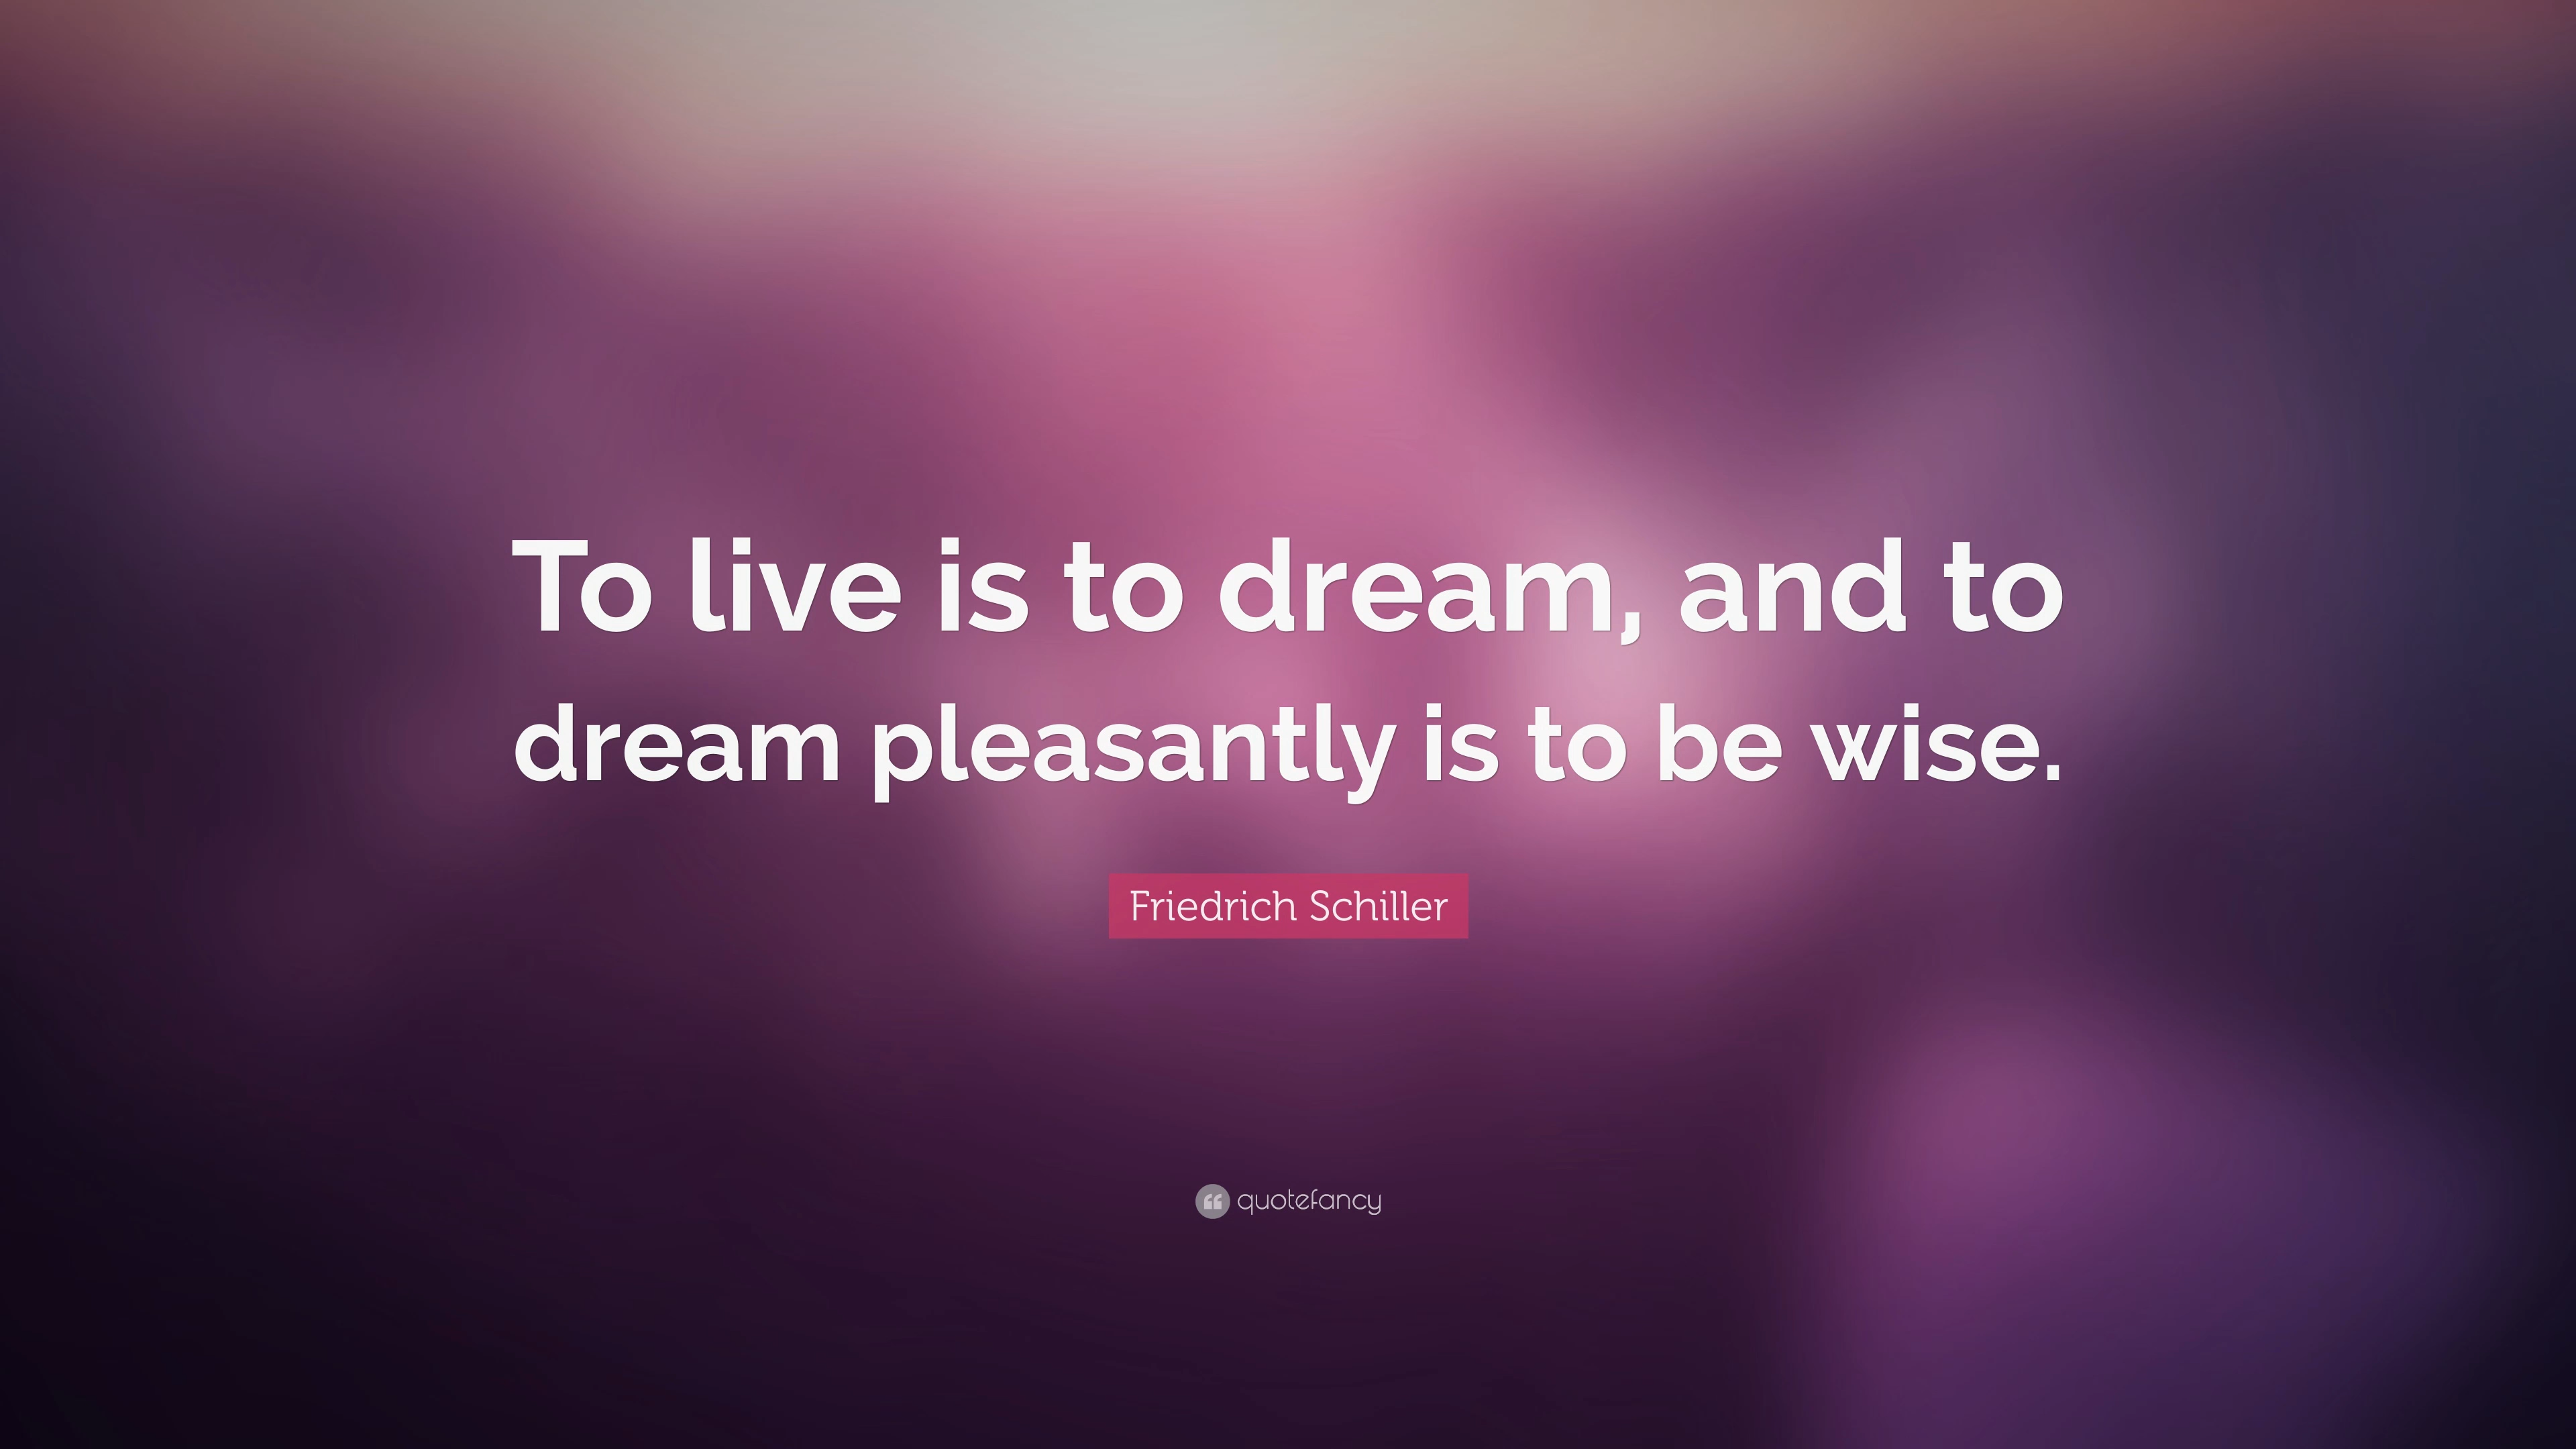 To live is to dream, and to
dream pleasantly is to be wise.
Friedrich Schiller
quotefancy